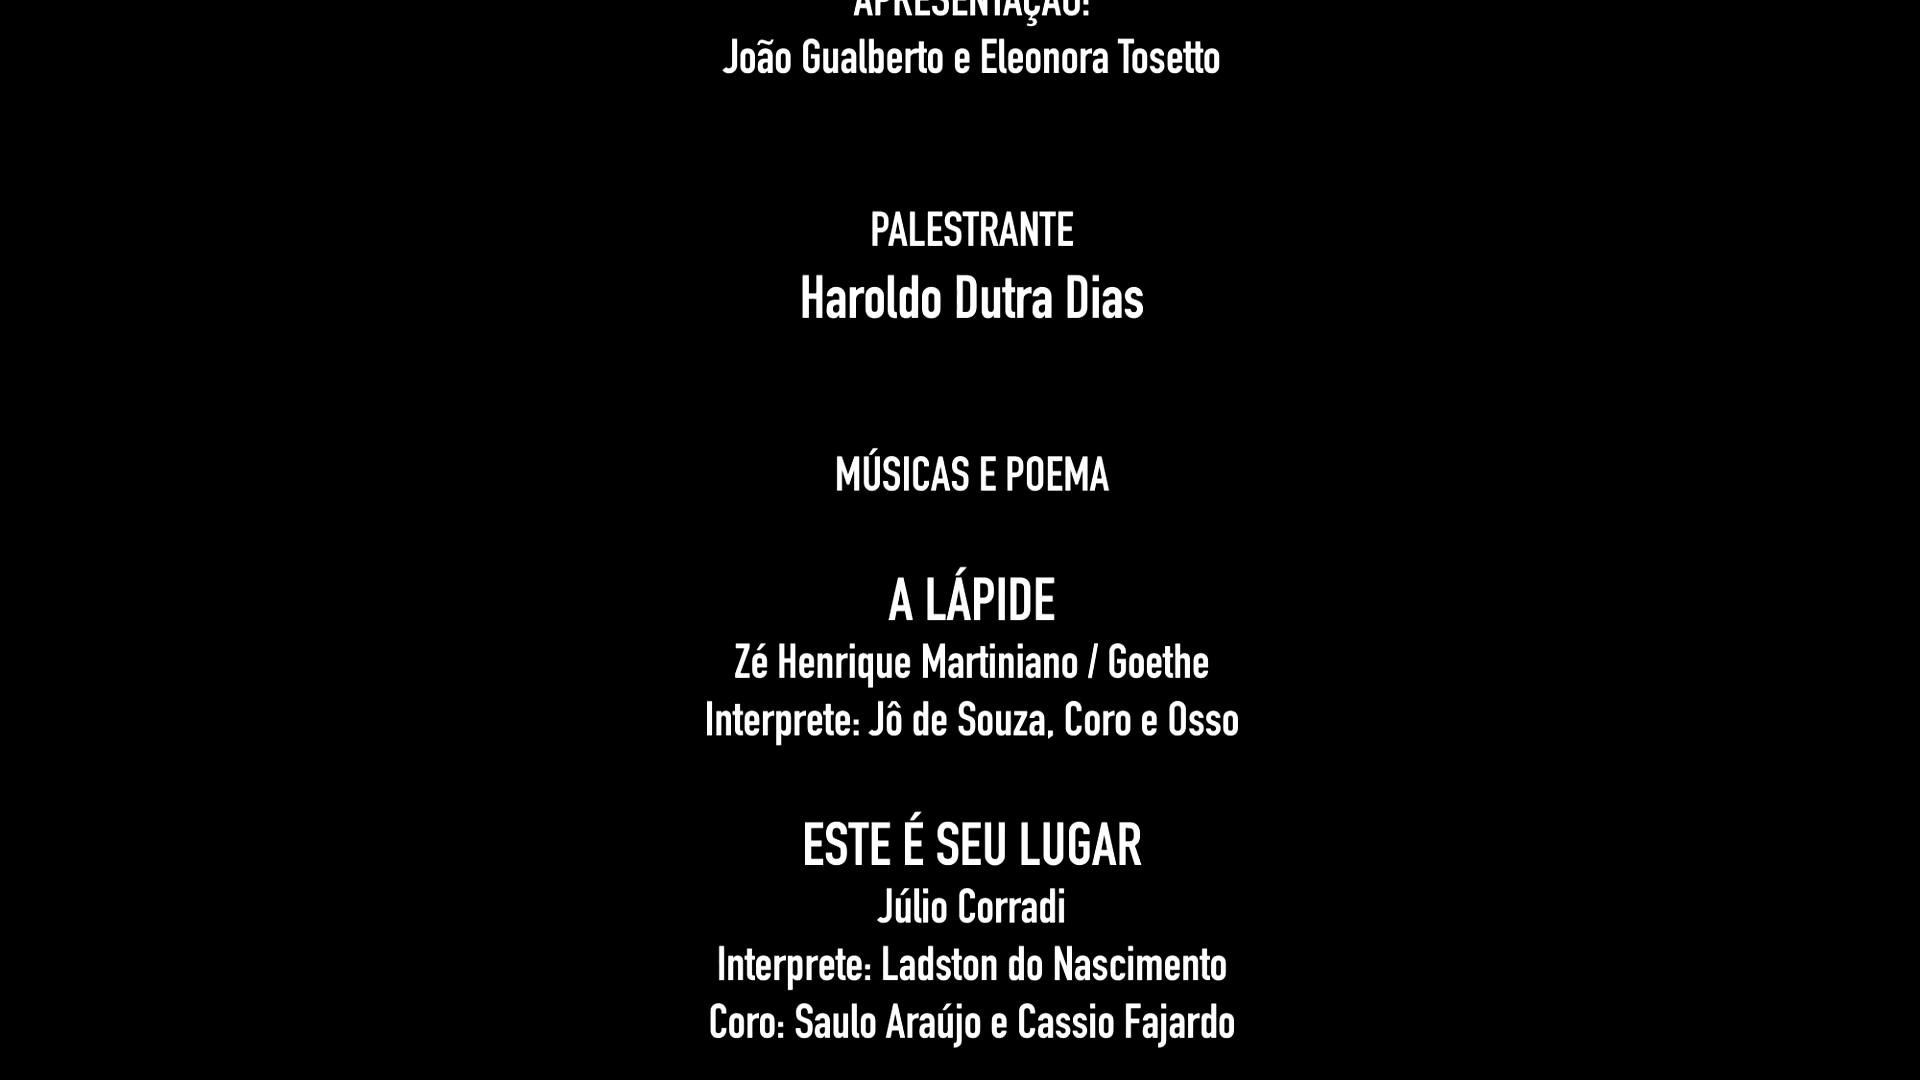 APRESENTAÇÃO:
João Gualberto e Eleonora Tosetto
PALESTRANTE
Haroldo Dutra Dias
MÚSICAS E POEMA
A LÁPIDE
Zé Henrique Martiniano / Goethe
Interprete: Jô de Souza, Coro e Osso
ESTE É SEU LUGAR
Júlio Corradi
Interprete: Ladston do Nascimento
Coro: Saulo Araújo e Cassio Fajardo